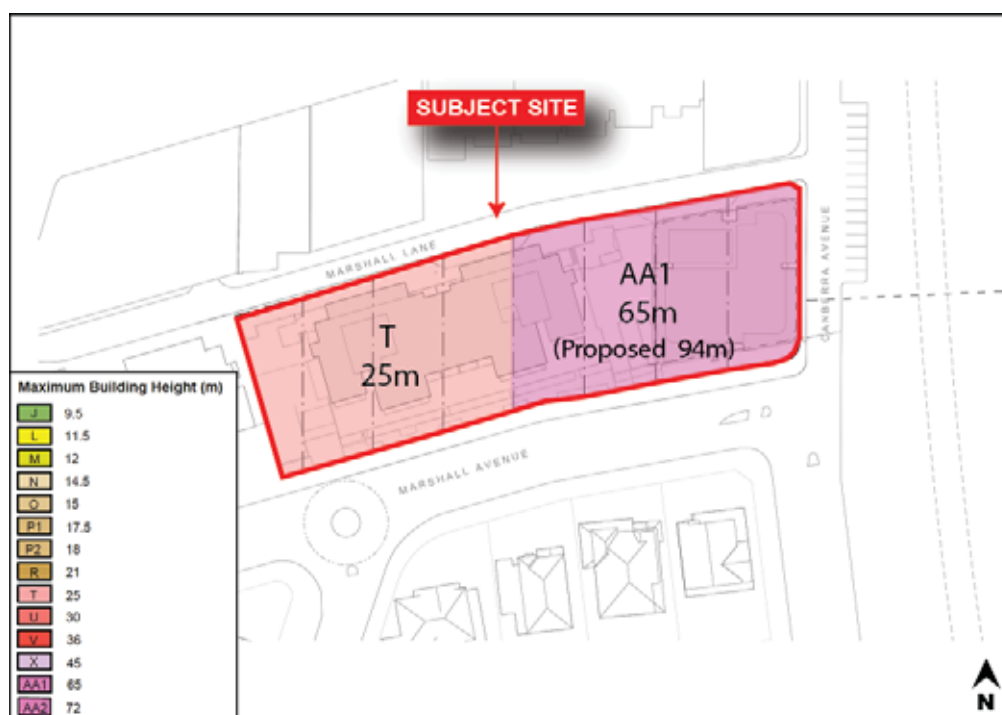 SUBJECT SITE
MARSHALL LANE
AA1
65m
(Proposed 94m)
T
25m
ANBERRA AVENUE
MARSHALL AVENUE
Maximum Building Height (m)
J 9.5
L 11.5
M 12
N 14.5
O 15
P1 17.5
P2 18
R 21
T 25
U 30
V 36
X 45
AA1 65
AA2 72
N